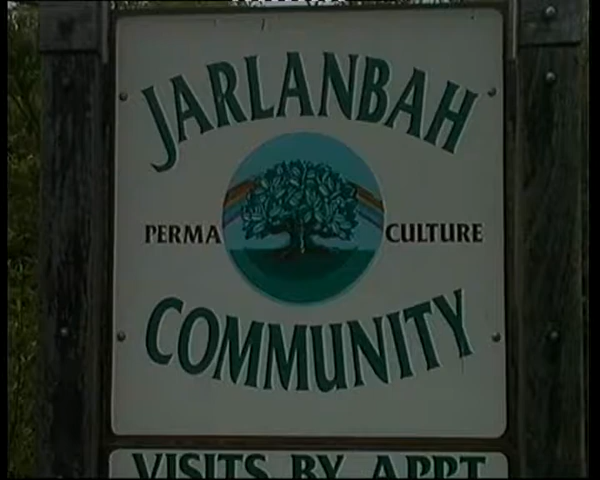 JARLANBAH
PERMA CULTURE
COMMUNITY
VISITS BY APPT